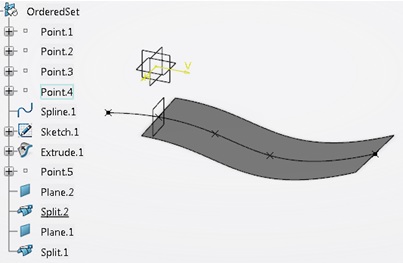 OrderedSet
Point.1
Point.2
Point.3
Point.4
Spline.1
Sketch.1
Extrude.1
Point.5
Plane.2
Split.2
Plane.1
Split.1